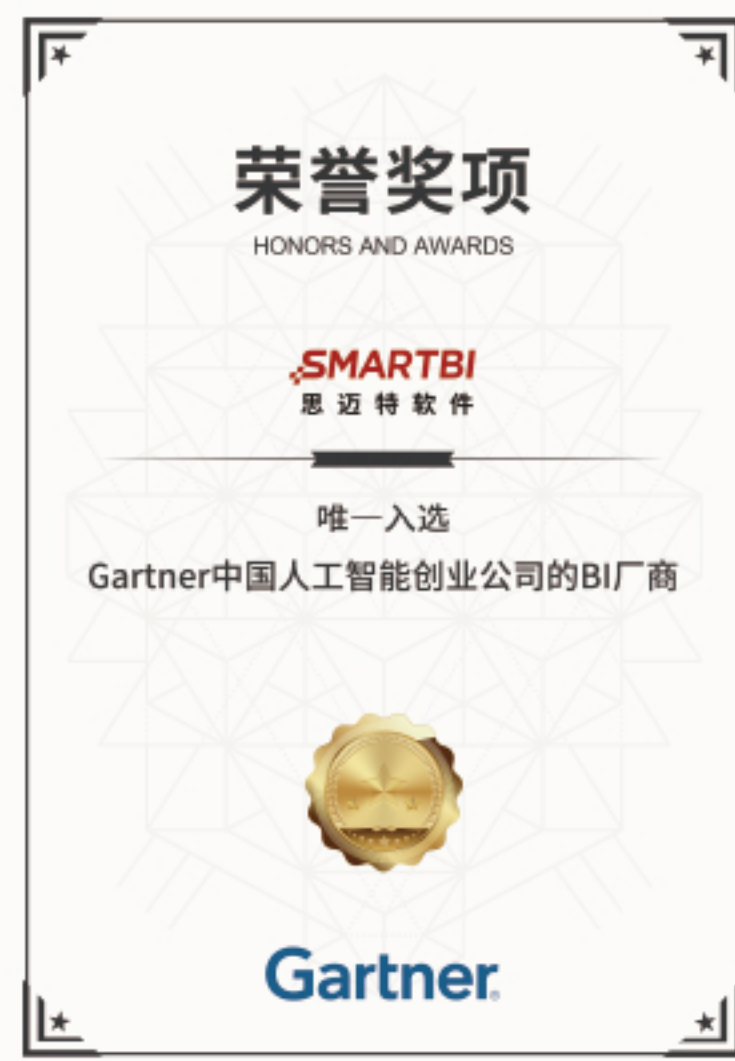 荣誉奖项
HONORS AND AWARDS
SMARTBI
思迈特软件
唯一入选
Gartner中国人工智能创业公司的BI厂商
Gartner®